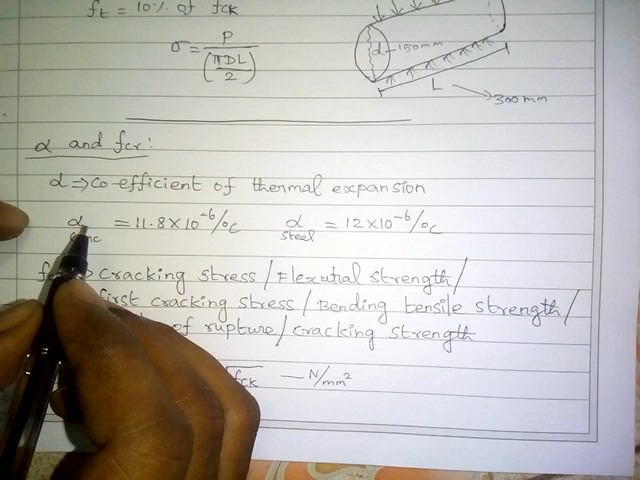 ft = 10% of fck
σ = P / (πDL / 2)
d-150mm
L
300mm
α and fcr:
α ⇒ co-efficient of thermal expansion
α = 11.8×10⁻⁶/°C α steel = 12×10⁻⁶/°C
⇒ cracking stress / Flexural strength /
first cracking stress / Bending tensile strength /
of rupture / cracking strength
√fck — N/mm²